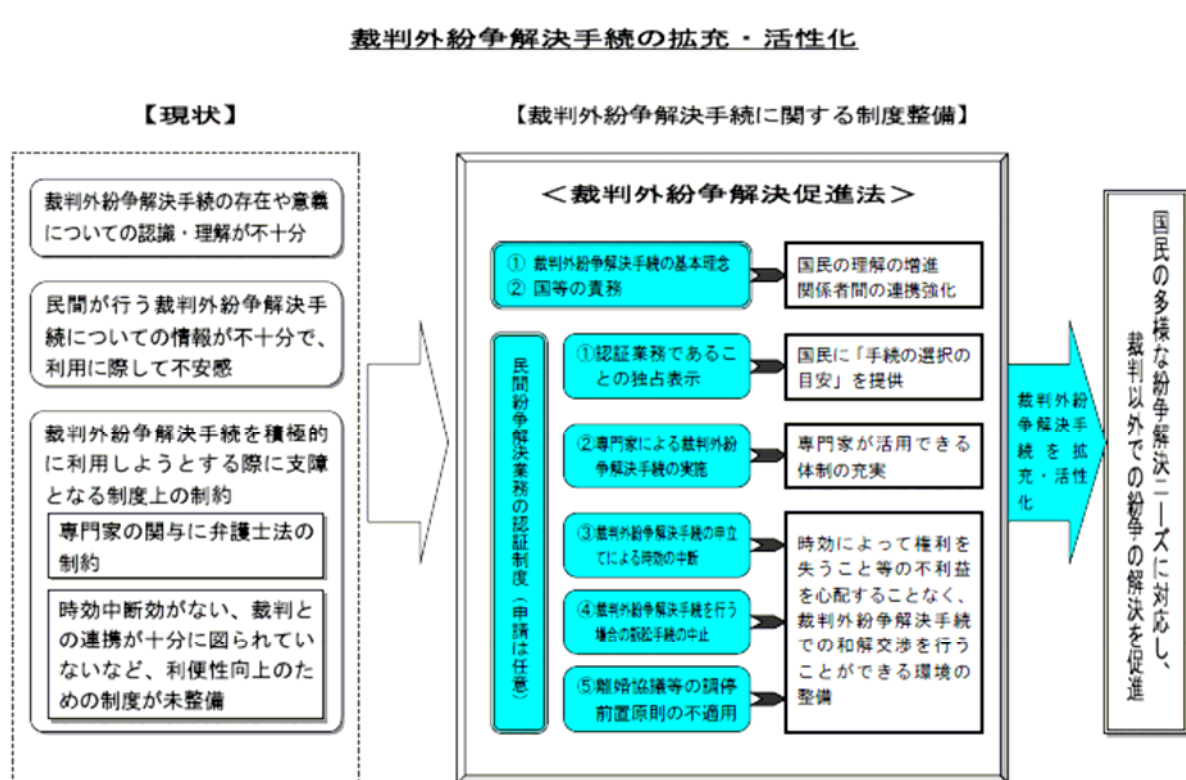 裁判外紛争解決手続の拡充・活性化
【現状】
裁判外紛争解決手続の存在や意義
についての認識・理解が不十分
民間が行う裁判外紛争解決手
続についての情報が不十分で、
利用に際して不安感
裁判外紛争解決手続を積極的
に利用しようとする際に支障
となる制度上の制約
専門家の関与に弁護士法の
制約
時効中断効がない、裁判と
の連携が十分に図られてい
ないなど、利便性向上のた
めの制度が未整備
【裁判外紛争解決手続に関する制度整備】
＜裁判外紛争解決促進法＞
① 裁判外紛争解決手続の基本理念
② 国等の責務
国民の理解の増進
関係者間の連携強化
民間紛争解決業務の認証制度（申請は任意）
①認証業務であるこ
との独占表示
国民に「手続の選択の
目安」を提供
②専門家による裁判外紛
争解決手続の実施
専門家が活用できる
体制の充実
③裁判外紛争解決手続の申立
てによる時効の中断
④裁判外紛争解決手続を行う
場合の訴訟手続の中止
⑤離婚協議等の調停
前置原則の不適用
時効によって権利を
失うこと等の不利益
を心配することなく、
裁判外紛争解決手続
での和解交渉を行う
ことができる環境の
整備
裁判外紛
争解決手
続を拡
充・活性
化
国民の多様な紛争解決ニーズに対応し、
裁判以外での紛争の解決を促進